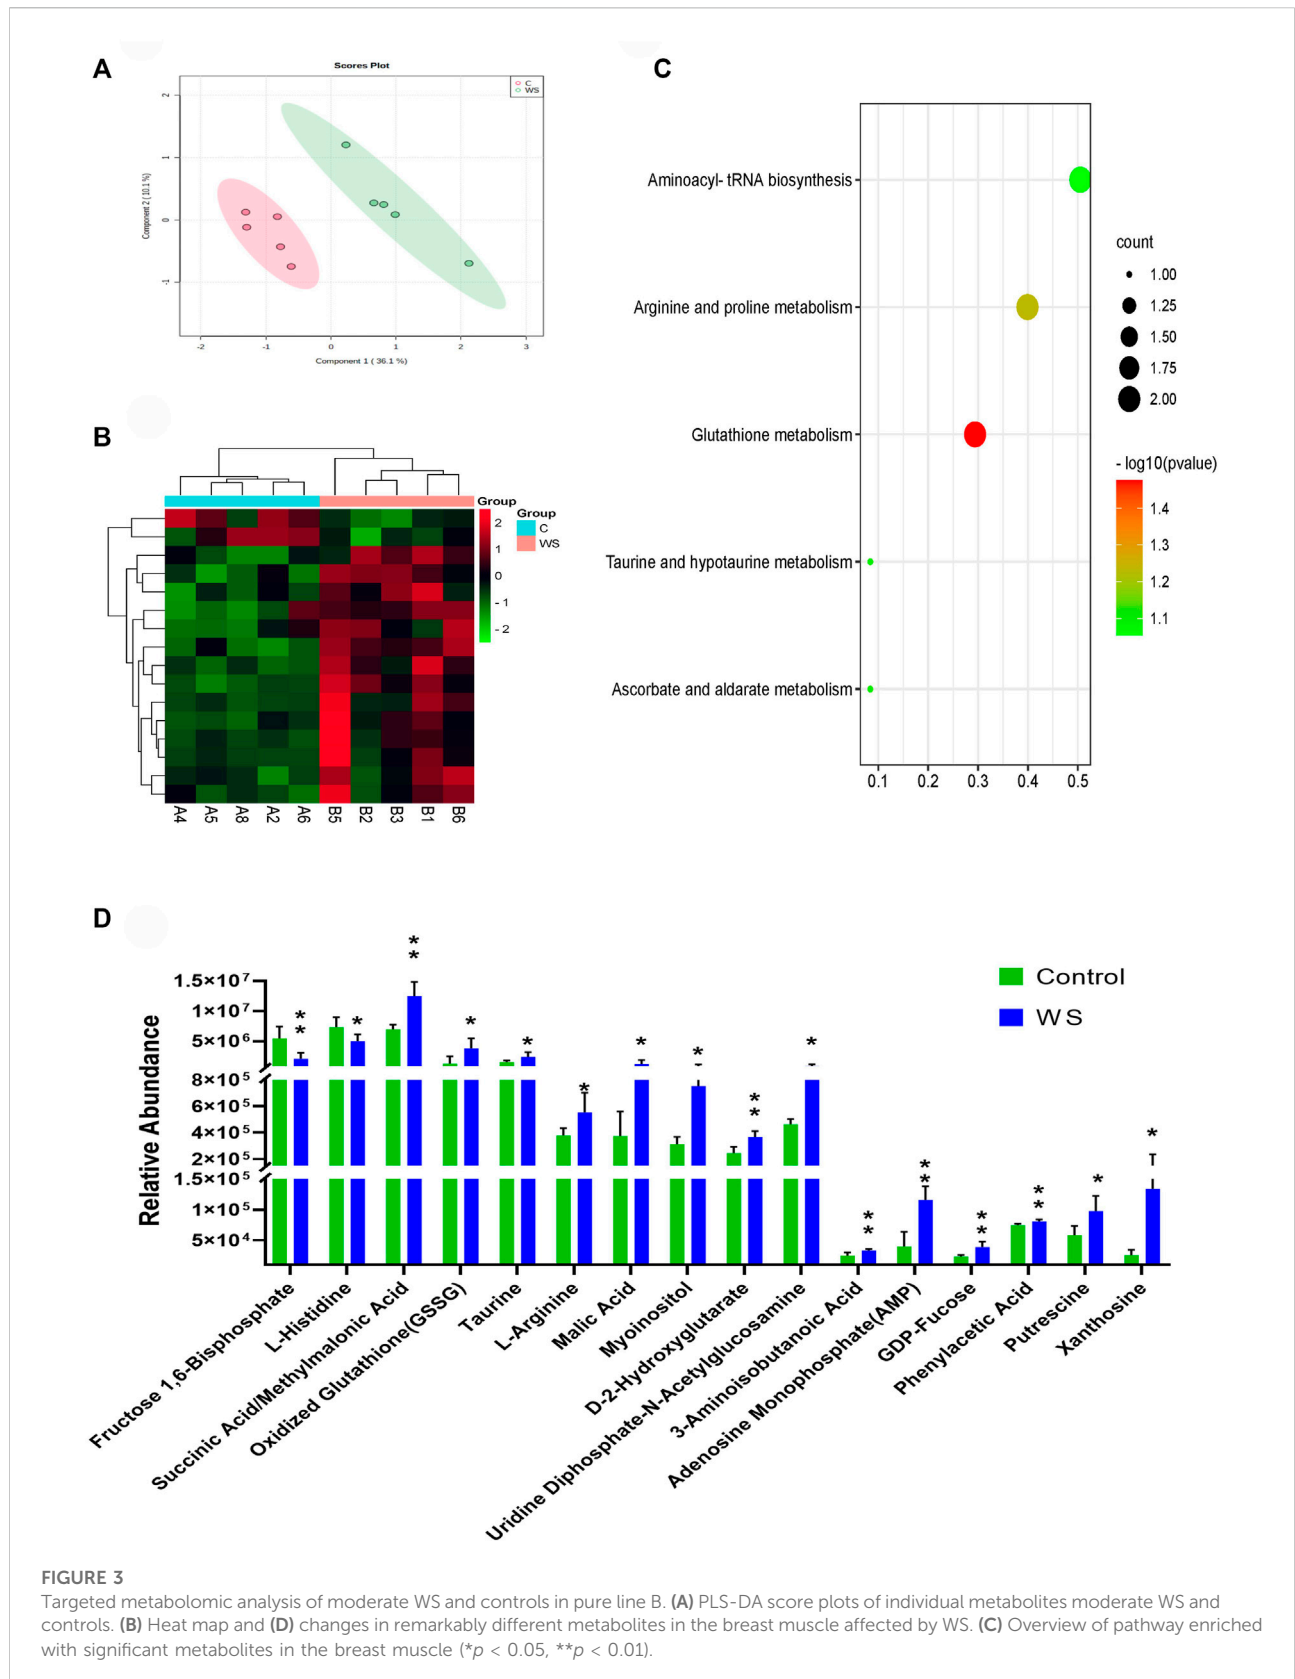 A
Scores Plot
C
WS
2
1
0
-1
Component 2 ( 10.1 %)
-2
-1
0
1
2
3
Component 1 ( 36.1 %)
B
Group
2
1
0
- 1
- 2
Group
C
WS
A4
A5
A8
A2
A6
B5
B2
B3
B1
B6
C
Aminoacyl- tRNA biosynthesis
Arginine and proline metabolism
Glutathione metabolism
Taurine and hypotaurine metabolism
Ascorbate and aldarate metabolism
0.1
0.2
0.3
0.4
0.5
count
1.00
1.25
1.50
1.75
2.00
- log10(pvalue)
1.4
1.3
1.2
1.1
D
Relative Abundance
1.5×10⁷
1×10⁷
5×10⁶
8×10⁵
6×10⁵
4×10⁵
2×10⁵
1.5×10⁵
1×10⁵
5×10⁴
**
*
**
*
*
*
*
*
**
*
**
**
**
**
*
*
Control
WS
Fructose 1,6-Bisphosphate
L-Histidine
Succinic Acid/Methylmalonic Acid
Oxidized Glutathione(GSSG)
Taurine
L-Arginine
Malic Acid
Myoinositol
D-2-Hydroxyglutarate
Uridine Diphosphate-N-Acetylglucosamine
3-Aminoisobutanoic Acid
Adenosine Monophosphate(AMP)
GDP-Fucose
Phenylacetic Acid
Putrescine
Xanthosine
FIGURE 3
Targeted metabolomic analysis of moderate WS and controls in pure line B. (A) PLS-DA score plots of individual metabolites moderate WS and
controls. (B) Heat map and (D) changes in remarkably different metabolites in the breast muscle affected by WS. (C) Overview of pathway enriched
with significant metabolites in the breast muscle (*p < 0.05, **p < 0.01).